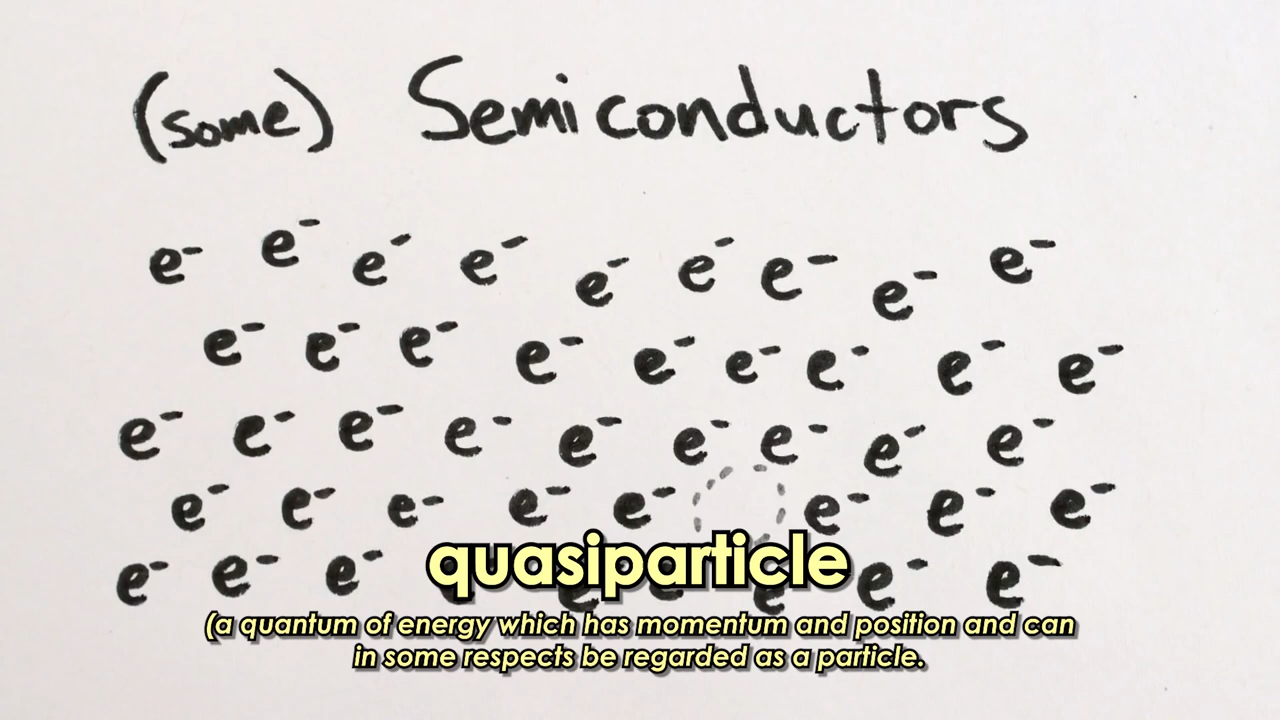 (some) Semiconductors
e⁻ e⁻ e⁻ e⁻ e⁻ e⁻ e⁻ e⁻ e⁻
e⁻ e⁻ e⁻ e⁻ e⁻ e⁻ e⁻ e⁻ e⁻
e⁻ e⁻ e⁻ e⁻ e⁻ e⁻ e⁻ e⁻ e⁻
e⁻ e⁻ e⁻ e⁻ e⁻ e⁻ e⁻ e⁻
e⁻ e⁻ e⁻ e⁻ e⁻
quasiparticle
(a quantum of energy which has momentum and position and can
in some respects be regarded as a particle.